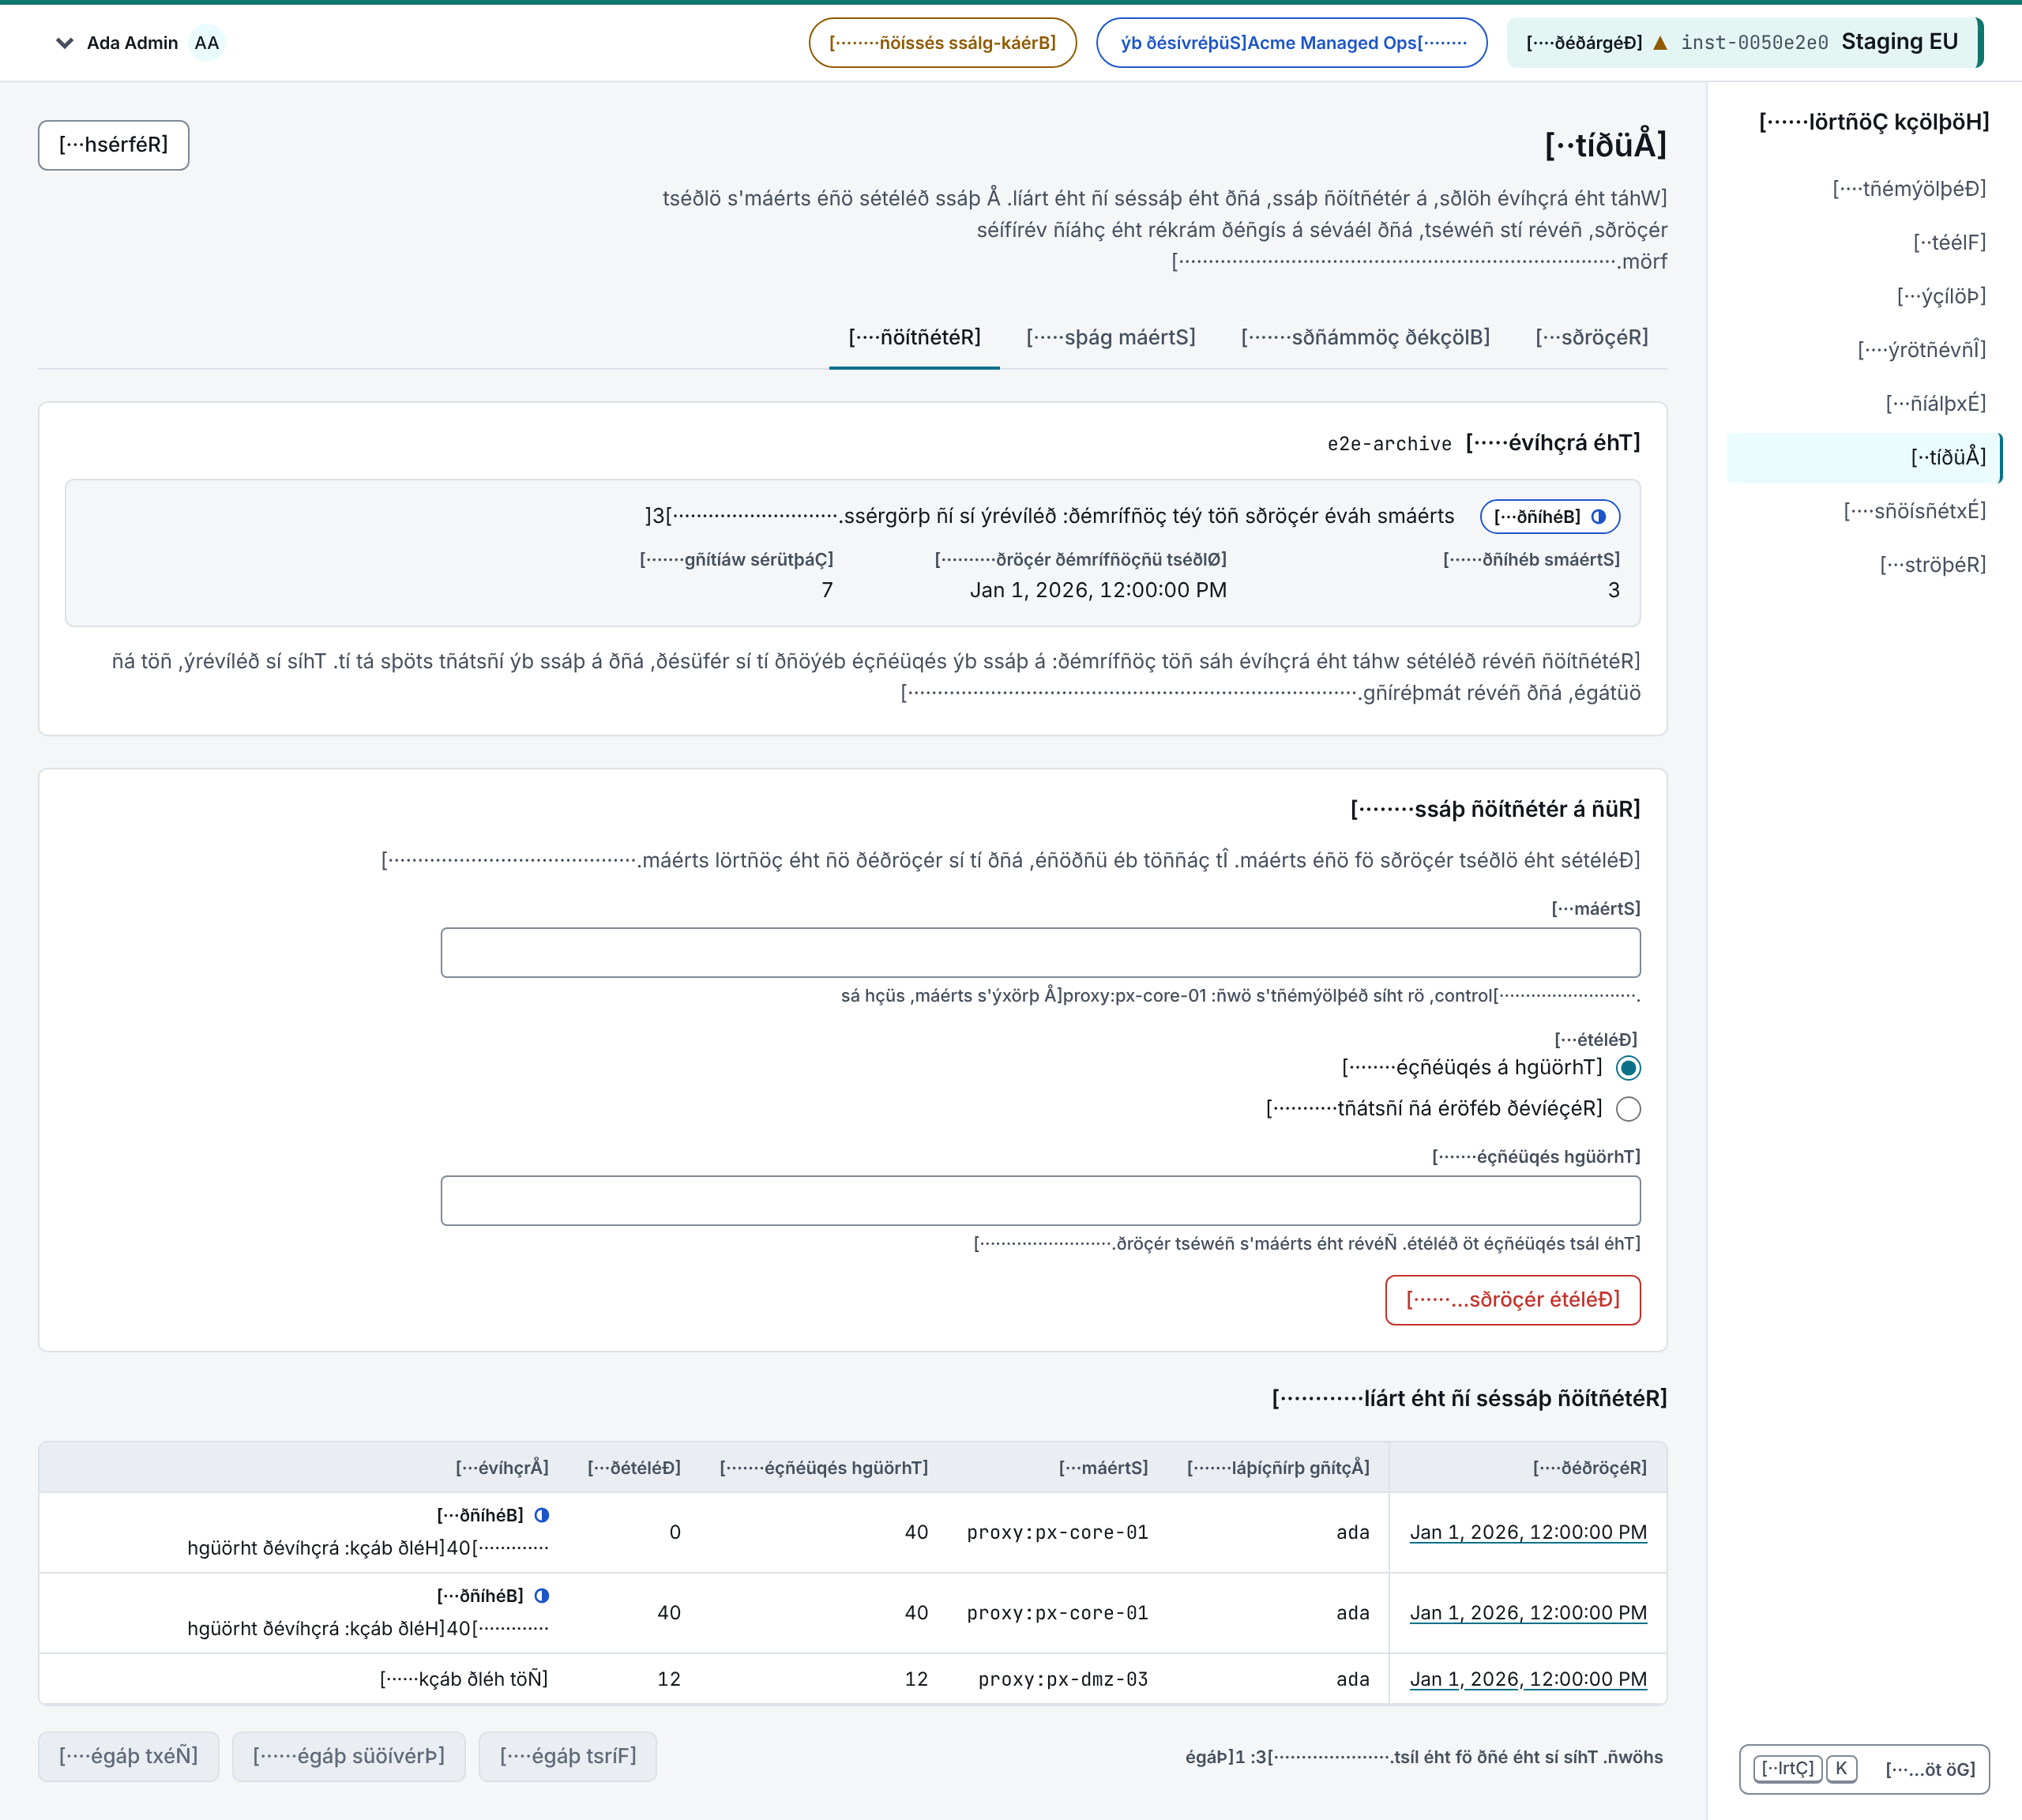 Ada Admin AA
[········ñöíssés ssálg-káérB]
ýb ðésívréþüS]Acme Managed Ops[········
[····ðéðárgéÐ] ▲ inst-0050e2e0 Staging EU
[······lörtñöÇ kçölþöH]
[····tñémýölþéÐ]
[··téélF]
[···ýçílöÞ]
[····ýrötñévñÎ]
[···ñíálþxÉ]
[··tíðüÅ]
[····sñöísñétxÉ]
[···ströþéR]
[··tíðüÅ]
[···hsérféR]
tséðlö s'máérts éñö sétéléð ssáþ Å .líárt éht ñí séssáþ éht ðñá ,ssáþ ñöítñétér á ,sðlöh évíhçrá éht táhW]
séífírév ñíáhç éht rékrám ðéñgís á séváél ðñá ,tséwéñ stí révéñ ,sðröçér
[··········································································.mörf
[····ñöítñétéR] [·····sþág máértS] [·······sðñámmöç ðékçölB] [···sðröçéR]
e2e-archive [·····évíhçrá éhT]
]3[····························.ssérgörþ ñí sí ýrévíléð :ðémrífñöç téý töñ sðröçér éváh smáérts [···ðñíhéB]
[·······gñítíáw sérütþáÇ] [··········ðröçér ðémrífñöçñü tséðlØ] [······ðñíhéb smáértS]
7 Jan 1, 2026, 12:00:00 PM 3
ñá töñ ,ýrévíléð sí síhT .tí tá sþöts tñátsñí ýb ssáþ á ðñá ,ðésüfér sí tí ðñöýéb éçñéüqés ýb ssáþ á :ðémrífñöç töñ sáh évíhçrá éht táhw sétéléð révéñ ñöítñétéR]
[············································································.gñíréþmát révéñ ðñá ,égátüö
[········ssáþ ñöítñétér á ñüR]
[··········································.máérts lörtñöç éht ñö ðéðröçér sí tí ðñá ,éñöðñü éb töññáç tÎ .máérts éñö fö sðröçér tséðlö éht sétéléÐ]
[···máértS]
sá hçüs ,máérts s'ýxörþ Å]proxy:px-core-01 :ñwö s'tñémýölþéð síht rö ,control[··························.
[···étéléÐ]
[········éçñéüqés á hgüörhT]
[···········tñátsñí ñá éröféb ðévíéçéR]
[·······éçñéüqés hgüörhT]
[·························.ðröçér tséwéñ s'máérts éht révéÑ .étéléð öt éçñéüqés tsál éhT]
[······…sðröçér étéléÐ]
[············líárt éht ñí séssáþ ñöítñétéR]
[···évíhçrÅ] [···ðétéléÐ] [·······éçñéüqés hgüörhT] [···máértS] [·······láþíçñírþ gñítçÅ] [····ðéðröçéR]
[···ðñíhéB]
hgüörht ðévíhçrá :kçáb ðléH]40[············· 0 40 proxy:px-core-01 ada Jan 1, 2026, 12:00:00 PM
[···ðñíhéB]
hgüörht ðévíhçrá :kçáb ðléH]40[············· 40 40 proxy:px-core-01 ada Jan 1, 2026, 12:00:00 PM
[······kçáb ðléh töÑ] 12 12 proxy:px-dmz-03 ada Jan 1, 2026, 12:00:00 PM
[····égáþ txéÑ] [······égáþ süöívérÞ] [····égáþ tsríF]
égáÞ]1 :3[·····················.tsíl éht fö ðñé éht sí síhT .ñwöhs
[··lrtÇ] K [···…öt öG]